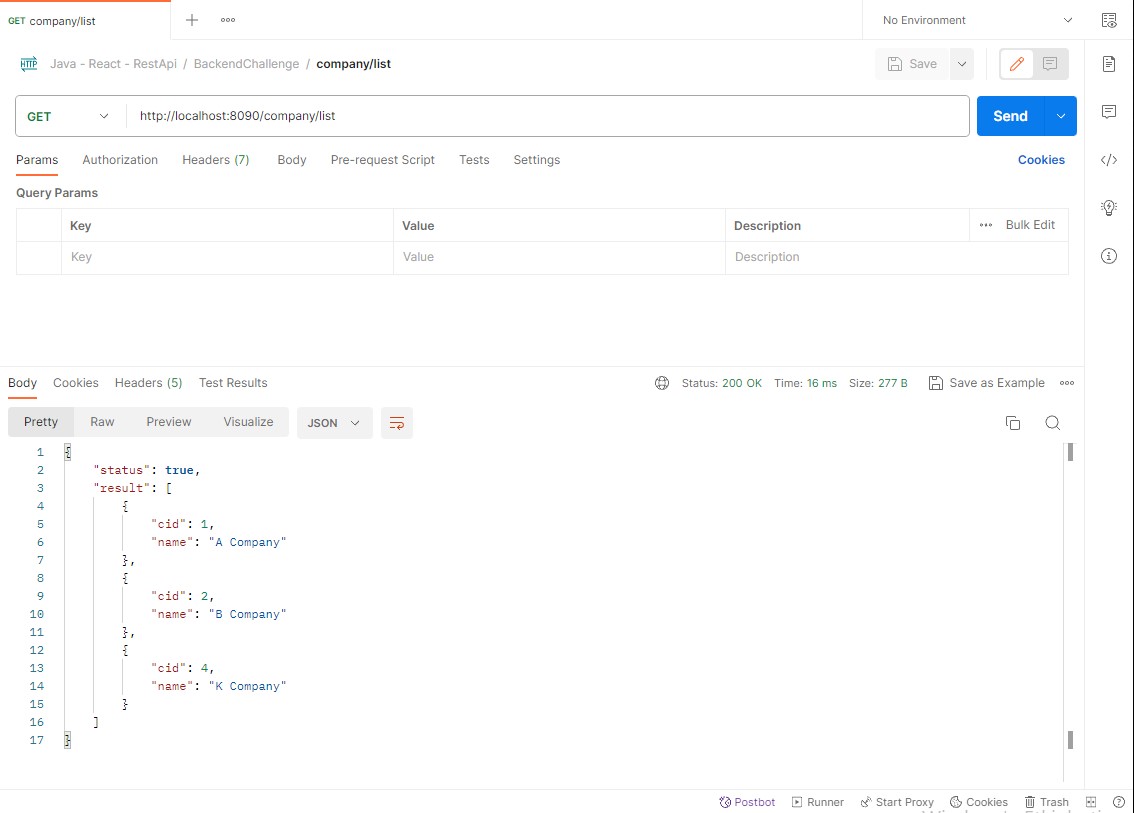 GET company/list
No Environment
HTTP Java - React - RestApi / BackendChallenge / company/list
Save
GET http://localhost:8090/company/list
Send
Params Authorization Headers (7) Body Pre-request Script Tests Settings Cookies
Query Params
Key Value Description Bulk Edit
Key Value Description
Body Cookies Headers (5) Test Results Status: 200 OK Time: 16 ms Size: 277 B Save as Example
Pretty Raw Preview Visualize JSON
1 {
2 "status": true,
3 "result": [
4 {
5 "cid": 1,
6 "name": "A Company"
7 },
8 {
9 "cid": 2,
10 "name": "B Company"
11 },
12 {
13 "cid": 4,
14 "name": "K Company"
15 }
16 ]
17 }
Postbot Runner Start Proxy Cookies Trash